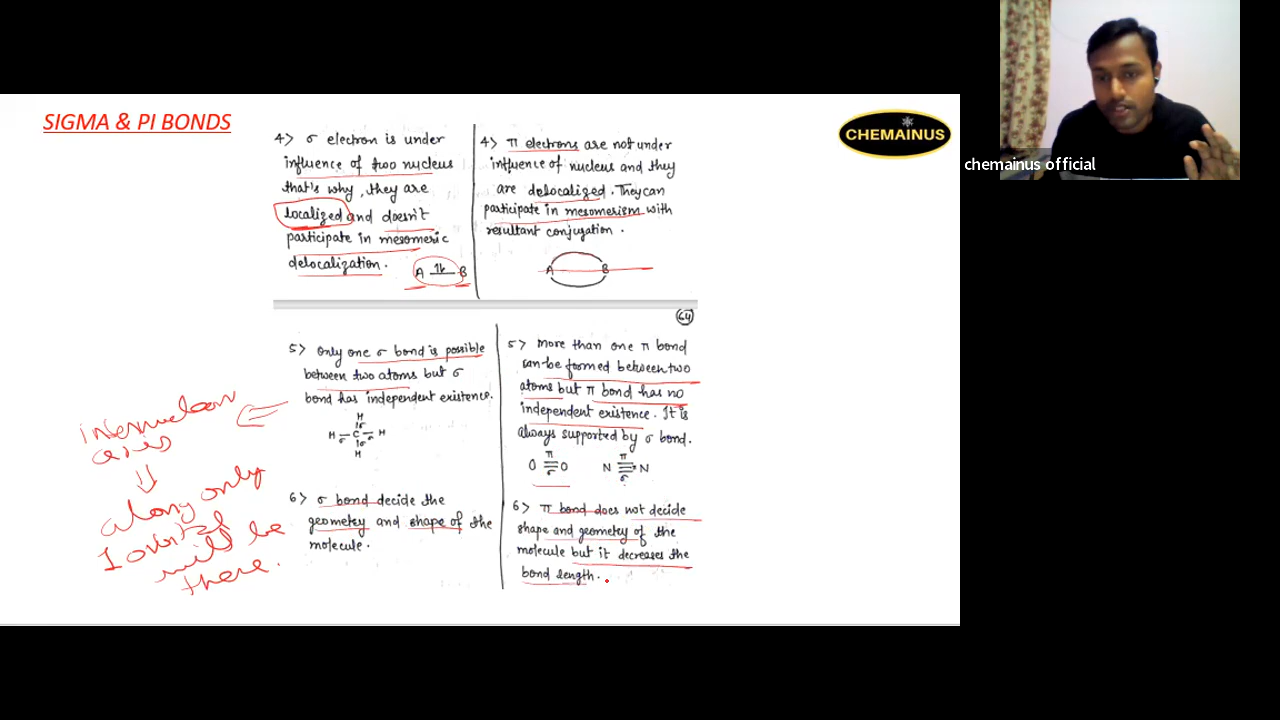 SIGMA & PI BONDS
CHEMAINUS
chemainus official
4> σ electron is under
influence of two nucleus
that's why, they are
localized and doesn't
participate in mesomeric
delocalization.
A 1l B
4> π electrons are not under
influence of nucleus and they
are delocalized. They can
participate in mesomerism with
resultant conjugation.
A B
64
5> Only one σ bond is possible
between two atoms but σ
bond has independent existence.
H
σ
H σ C σ H
σ
H
5> More than one π bond
can be formed between two
atoms but π bond has no
independent existence. It is
always supported by σ bond.
π
O = O
σ
π
N ≡ N
σ
6> σ bond decide the
geometry and shape of the
molecule.
6> π bond does not decide
shape and geometry of the
molecule but it decreases the
bond length.
internuclear
axis
along only
1 orbital
will be
there.